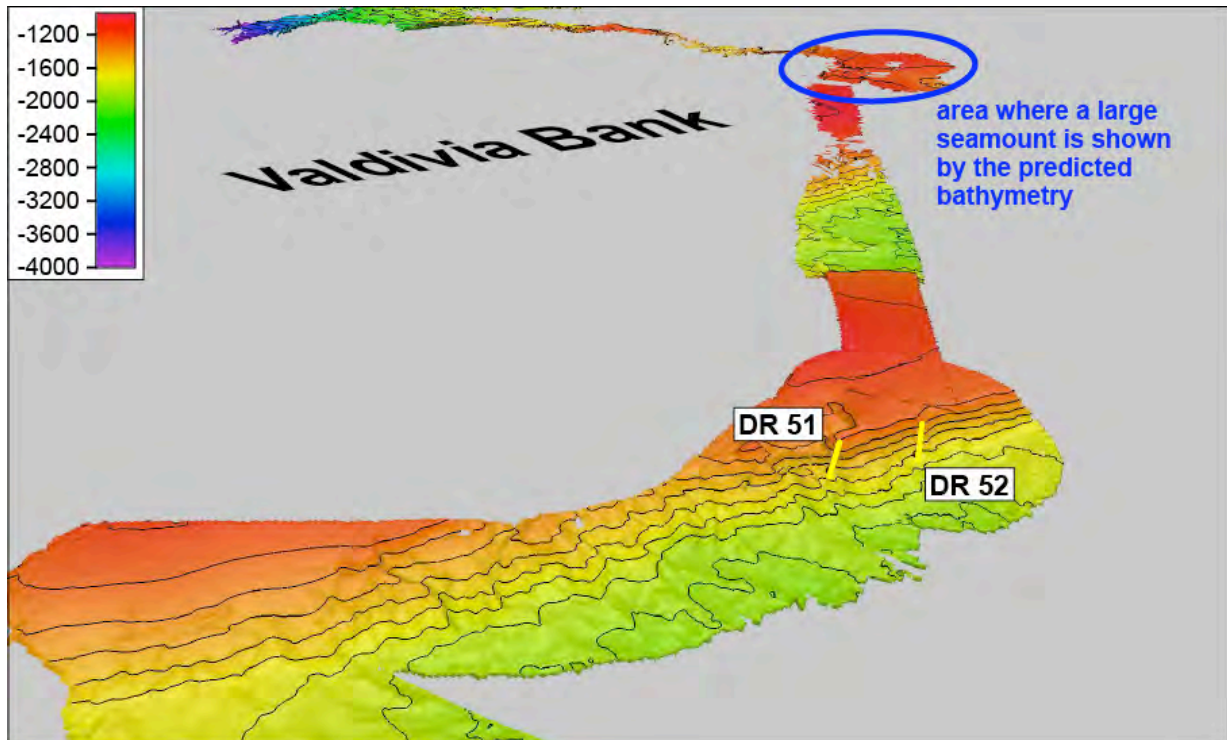 -1200
-1600
-2000
-2400
-2800
-3200
-3600
-4000
Valdivia Bank
area where a large
seamount is shown
by the predicted
bathymetry
DR 51
DR 52